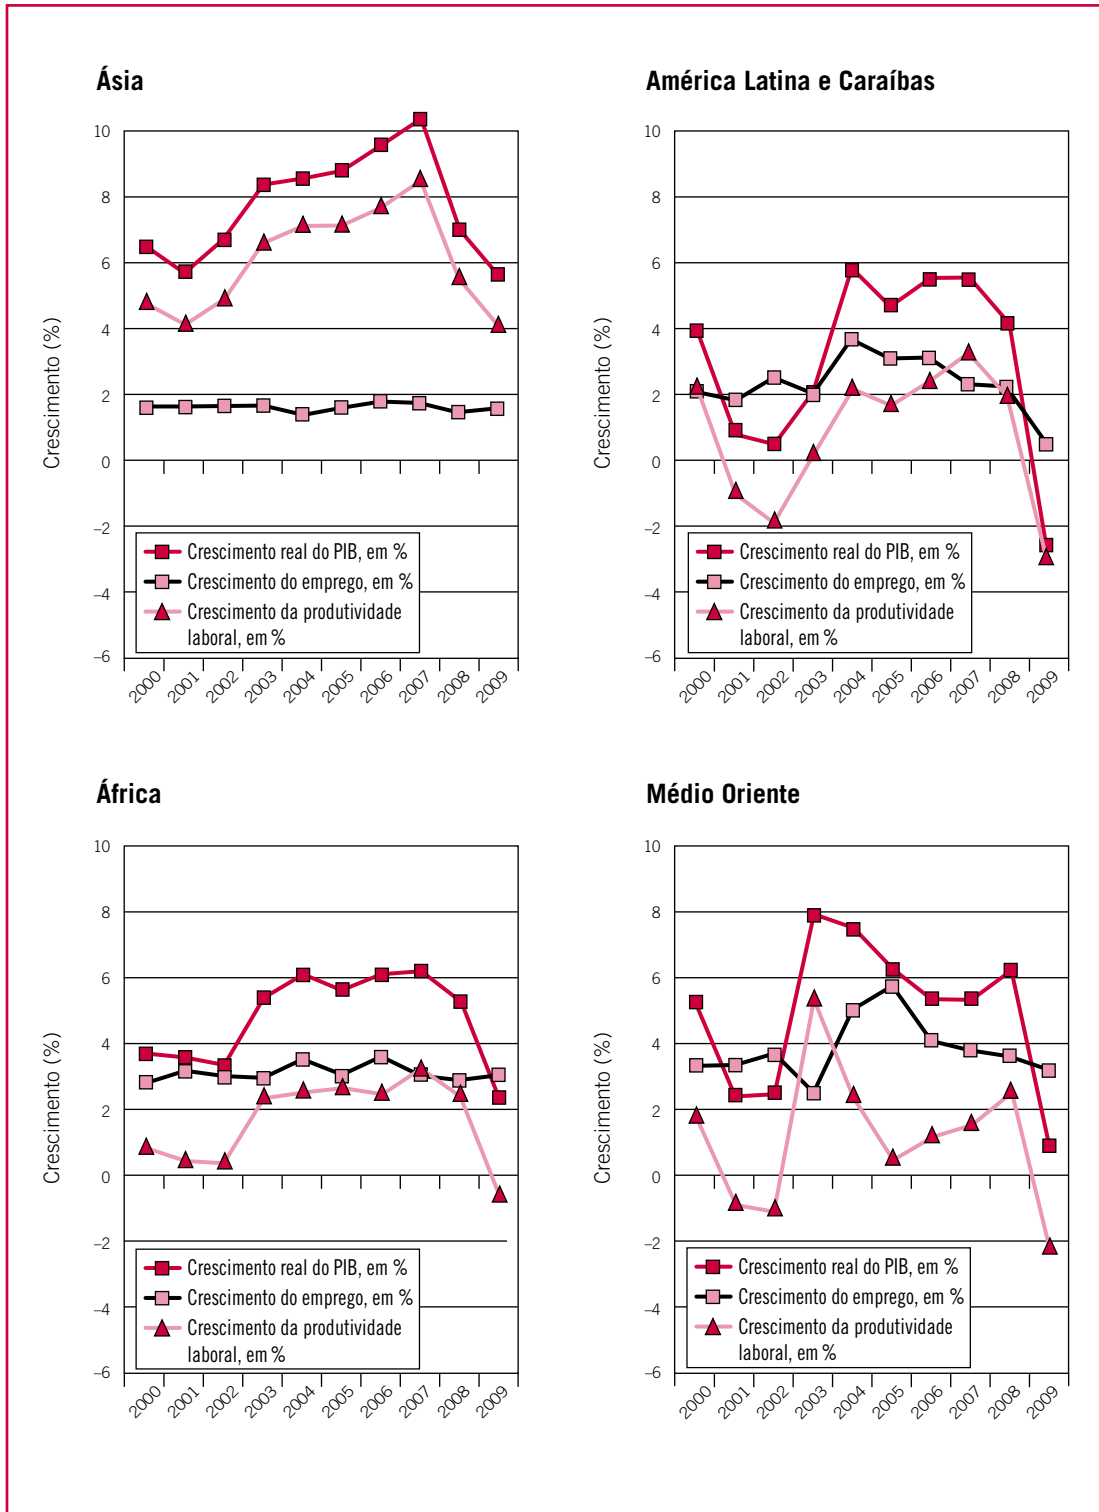 Ásia
10
8
6
4
2
0
–2
–4
–6
Crescimento (%)
Crescimento real do PIB, em %
Crescimento do emprego, em %
Crescimento da produtividade
laboral, em %
2000 2001 2002 2003 2004 2005 2006 2007 2008 2009
América Latina e Caraíbas
10
8
6
4
2
0
–2
–4
–6
Crescimento (%)
Crescimento real do PIB, em %
Crescimento do emprego, em %
Crescimento da produtividade
laboral, em %
2000 2001 2002 2003 2004 2005 2006 2007 2008 2009
África
10
8
6
4
2
0
–2
–4
–6
Crescimento (%)
Crescimento real do PIB, em %
Crescimento do emprego, em %
Crescimento da produtividade
laboral, em %
2000 2001 2002 2003 2004 2005 2006 2007 2008 2009
Médio Oriente
10
8
6
4
2
0
–2
–4
–6
Crescimento (%)
Crescimento real do PIB, em %
Crescimento do emprego, em %
Crescimento da produtividade
laboral, em %
2000 2001 2002 2003 2004 2005 2006 2007 2008 2009